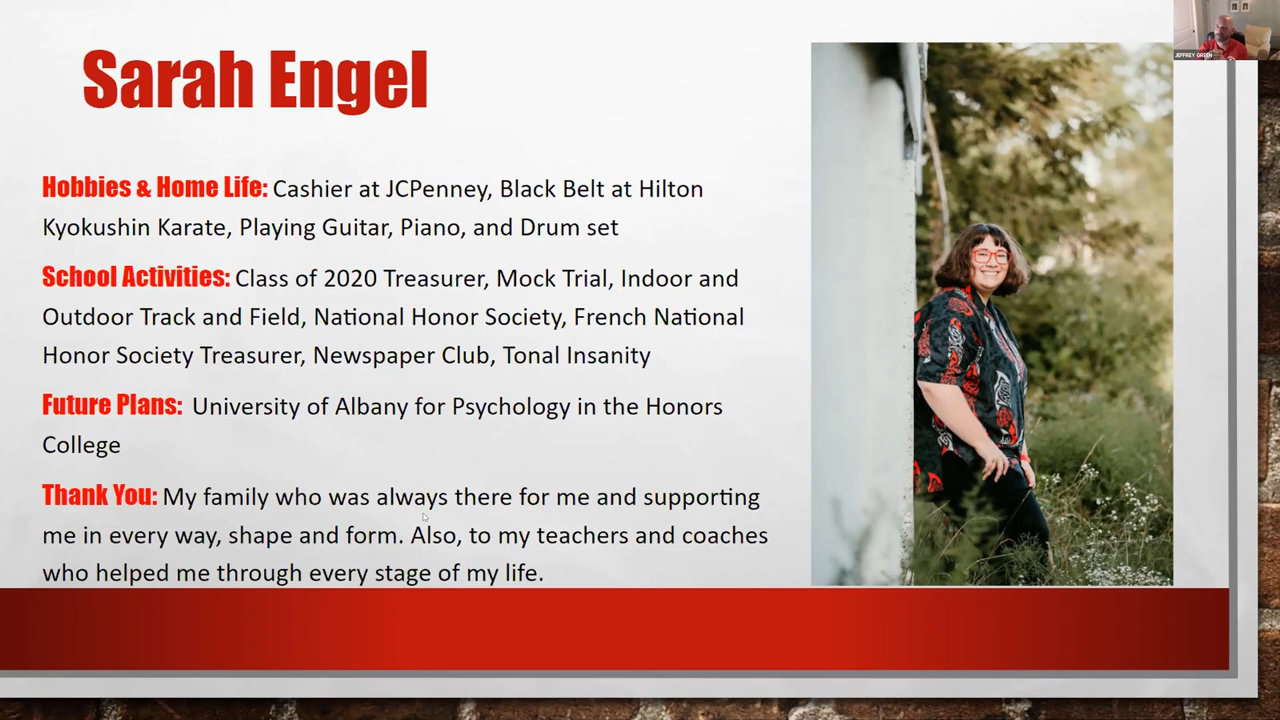 Sarah Engel
Hobbies & Home Life: Cashier at JCPenney, Black Belt at Hilton
Kyokushin Karate, Playing Guitar, Piano, and Drum set
School Activities: Class of 2020 Treasurer, Mock Trial, Indoor and
Outdoor Track and Field, National Honor Society, French National
Honor Society Treasurer, Newspaper Club, Tonal Insanity
Future Plans: University of Albany for Psychology in the Honors
College
Thank You: My family who was always there for me and supporting
me in every way, shape and form. Also, to my teachers and coaches
who helped me through every stage of my life.
JEFFREY GREEN